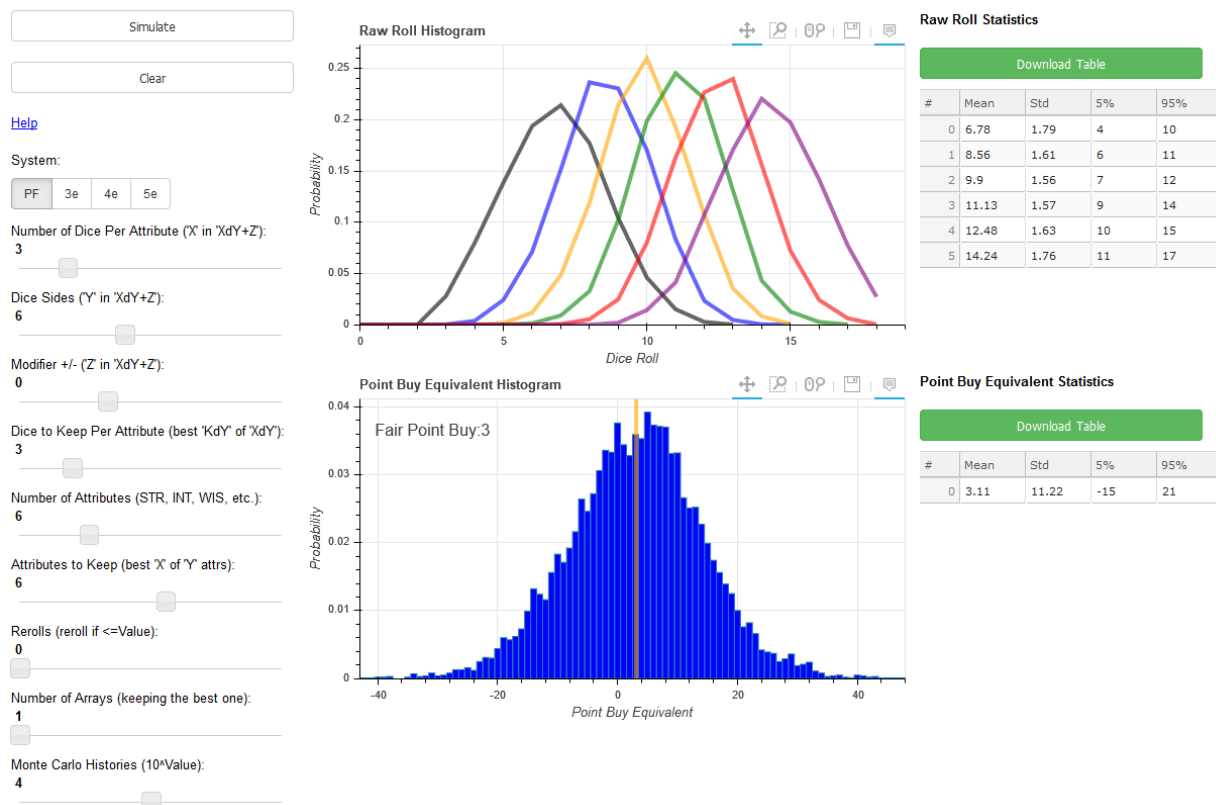 Simulate
Clear
Help
System:
PF 3e 4e 5e
Number of Dice Per Attribute ('X' in 'XdY+Z'):
3
Dice Sides ('Y' in 'XdY+Z'):
6
Modifier +/- ('Z' in 'XdY+Z'):
0
Dice to Keep Per Attribute (best 'KdY' of 'XdY'):
3
Number of Attributes (STR, INT, WIS, etc.):
6
Attributes to Keep (best 'X' of 'Y' attrs):
6
Rerolls (reroll if <=Value):
0
Number of Arrays (keeping the best one):
1
Monte Carlo Histories (10^Value):
4
Raw Roll Histogram
0.25
0.2
0.15
0.1
0.05
0
Probability
0 5 10 15
Dice Roll
Point Buy Equivalent Histogram
Fair Point Buy:3
0.04
0.03
0.02
0.01
0
Probability
-40 -20 0 20 40
Point Buy Equivalent
Raw Roll Statistics
Download Table
# Mean Std 5% 95%
0 6.78 1.79 4 10
1 8.56 1.61 6 11
2 9.9 1.56 7 12
3 11.13 1.57 9 14
4 12.48 1.63 10 15
5 14.24 1.76 11 17
Point Buy Equivalent Statistics
Download Table
# Mean Std 5% 95%
0 3.11 11.22 -15 21